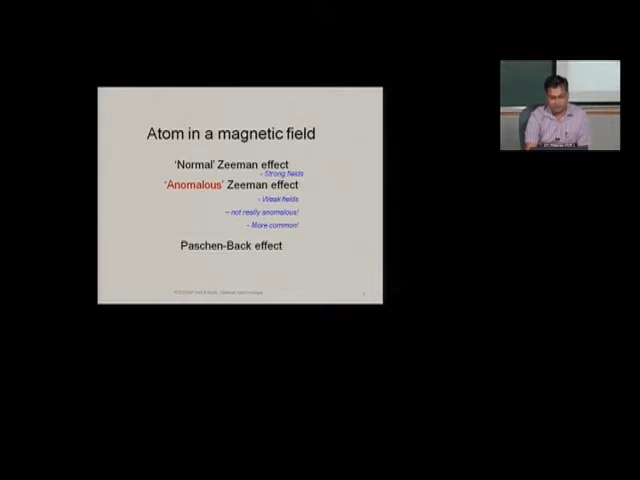 Atom in a magnetic field
'Normal' Zeeman effect
- Strong fields
'Anomalous' Zeeman effect
- Weak fields
– not really anomalous!
- More common!
Paschen-Back effect